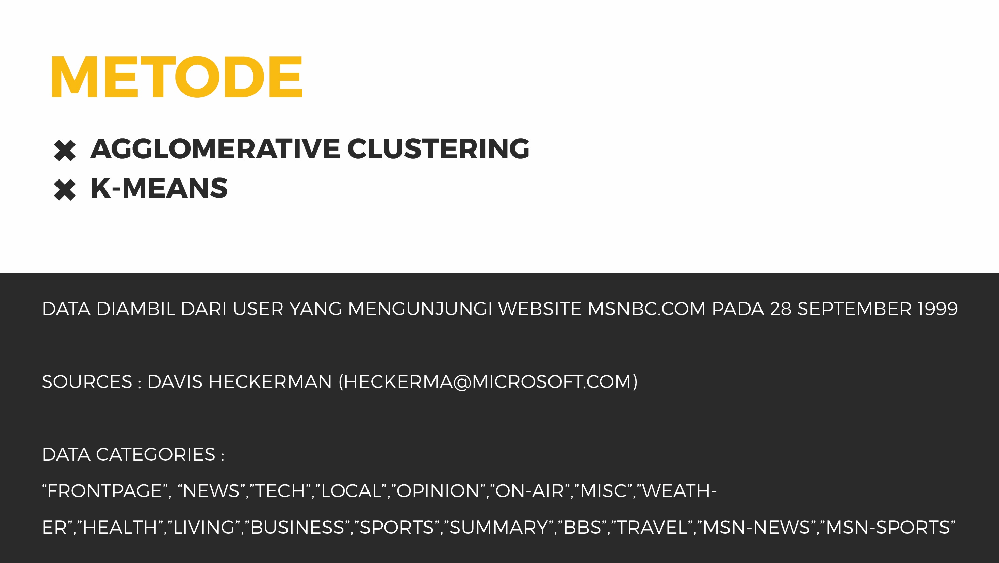 METODE
✖ AGGLOMERATIVE CLUSTERING
✖ K-MEANS
DATA DIAMBIL DARI USER YANG MENGUNJUNGI WEBSITE MSNBC.COM PADA 28 SEPTEMBER 1999
SOURCES : DAVIS HECKERMAN (HECKERMA@MICROSOFT.COM)
DATA CATEGORIES :
“FRONTPAGE”, “NEWS”,”TECH”,”LOCAL”,”OPINION”,”ON-AIR”,”MISC”,”WEATH-
ER”,”HEALTH”,”LIVING”,”BUSINESS”,”SPORTS”,”SUMMARY”,”BBS”,”TRAVEL”,”MSN-NEWS”,”MSN-SPORTS”